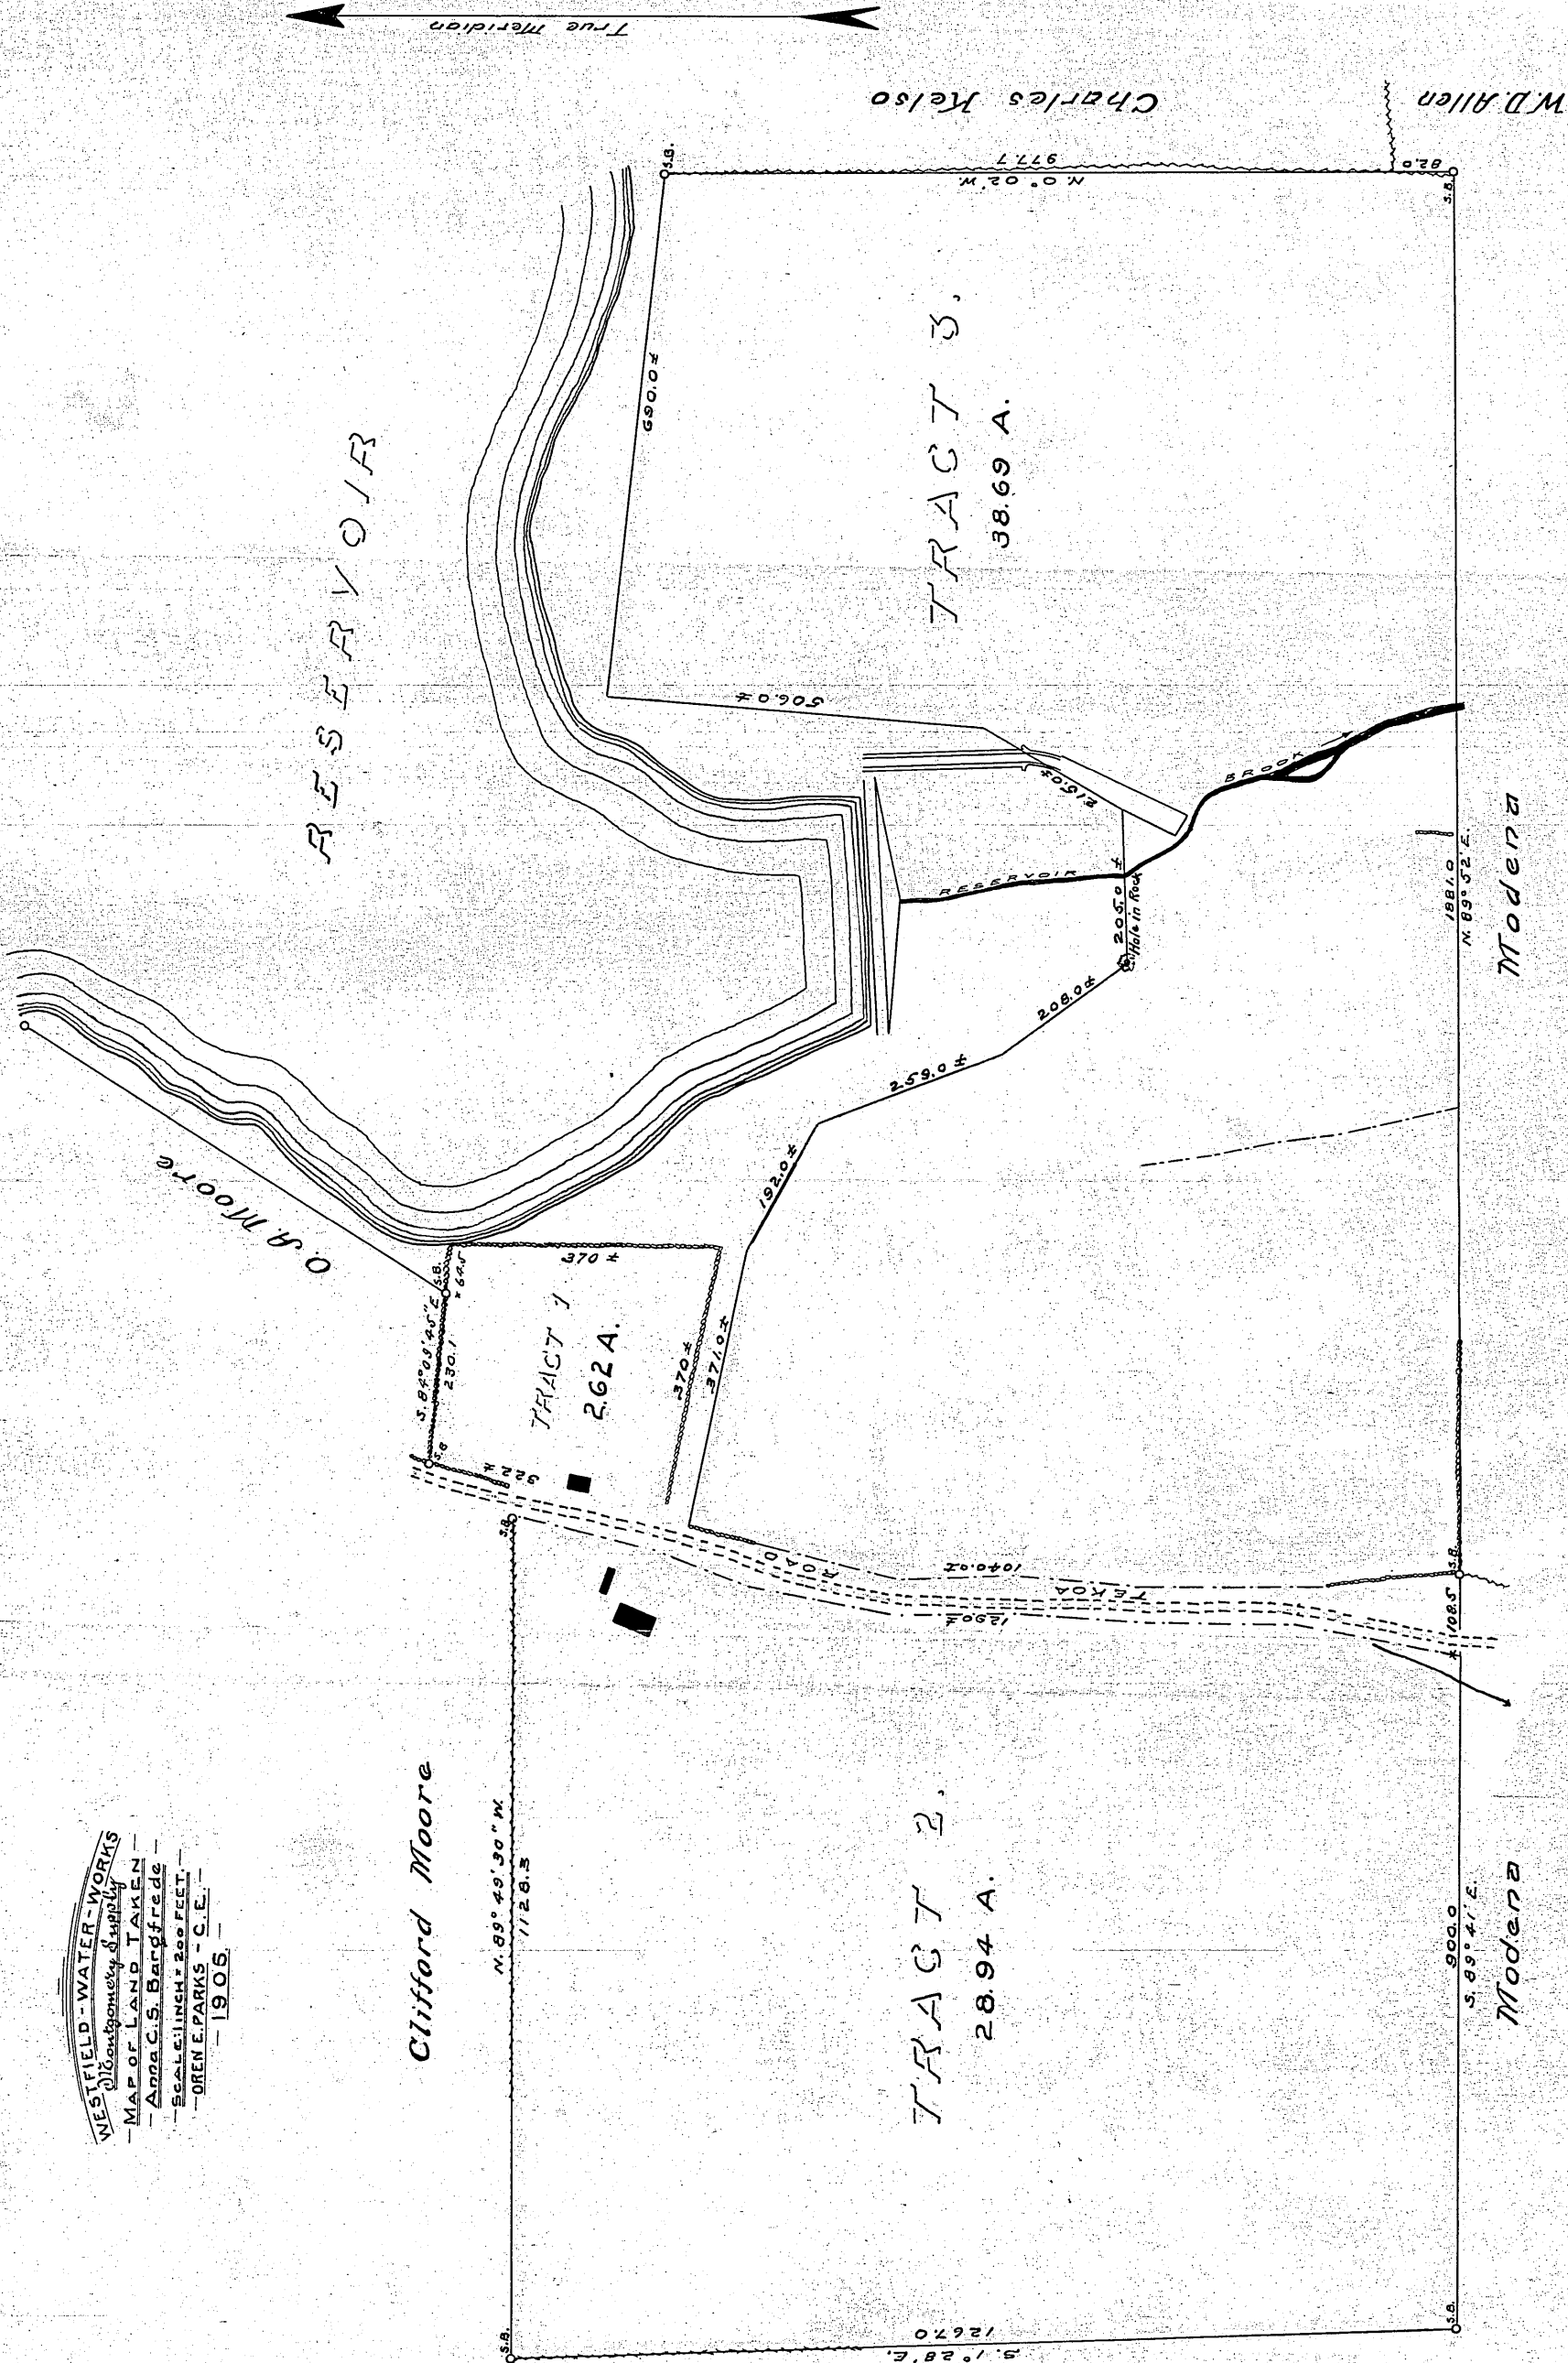 WESTFIELD-WATER-WORKS
Montgomery Supply
MAP OF LAND TAKEN
Anna C.S. Bargfrede
SCALE: 1 INCH = 200 FEET.
OREN E. PARKS - C.E.
1905
True Meridian
RESERVOIR
O. A. Moore
Clifford Moore
Charles Kelso
W.D. Allen
Modena
Modena
TRACT 1
2.62 A.
S. 84° 09' 45" E
230.1
S.B.
S.B.
64.5
370 ±
370 ±
322 ±
TRACT 2.
28.94 A.
N. 89° 49' 30" W.
1128.3
S.B.
S.B.
S. 1° 28' E.
1267.0
S.B.
900.0
S. 89° 41' E.
1290 ±
TEKOA ROAD
1040.0 ±
108.5
S.B.
TRACT 3.
38.69 A.
371.0 ±
192.0 ±
259.0 ±
208.0 ±
Hole in Rock
205.0 ±
215.0 ±
506.0 ±
690.0 ±
S.B.
N. 0° 02' W.
977.7
82.0
S.B.
1881.0
N. 89° 52' E.
RESERVOIR BROOK